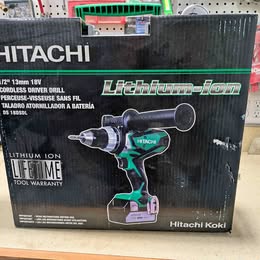 HITACHI
1/2" 13mm 18V
CORDLESS DRIVER DRILL
PERCEUSE-VISSEUSE SANS FIL
TALADRO ATORNILLADOR A BATERÍA
DS 18DSDL
Lithium-ion
LITHIUM ION
LIFETIME
TOOL WARRANTY
HITACHI
Hitachi Koki